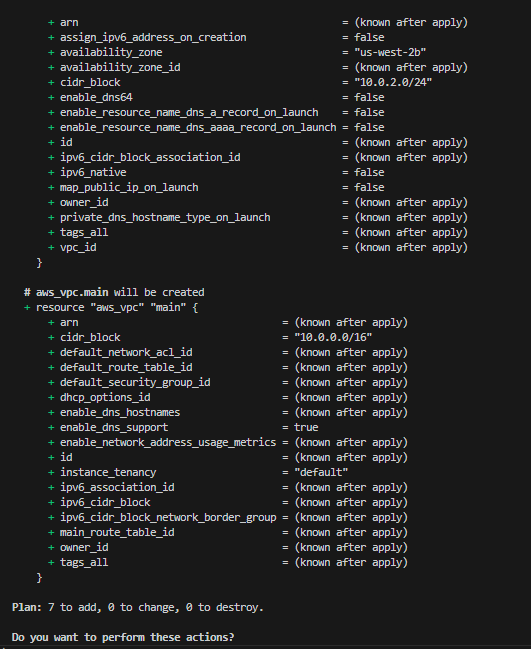 + arn = (known after apply)
+ assign_ipv6_address_on_creation = false
+ availability_zone = "us-west-2b"
+ availability_zone_id = (known after apply)
+ cidr_block = "10.0.2.0/24"
+ enable_dns64 = false
+ enable_resource_name_dns_a_record_on_launch = false
+ enable_resource_name_dns_aaaa_record_on_launch = false
+ id = (known after apply)
+ ipv6_cidr_block_association_id = (known after apply)
+ ipv6_native = false
+ map_public_ip_on_launch = false
+ owner_id = (known after apply)
+ private_dns_hostname_type_on_launch = (known after apply)
+ tags_all = (known after apply)
+ vpc_id = (known after apply)
}
# aws_vpc.main will be created
+ resource "aws_vpc" "main" {
+ arn = (known after apply)
+ cidr_block = "10.0.0.0/16"
+ default_network_acl_id = (known after apply)
+ default_route_table_id = (known after apply)
+ default_security_group_id = (known after apply)
+ dhcp_options_id = (known after apply)
+ enable_dns_hostnames = (known after apply)
+ enable_dns_support = true
+ enable_network_address_usage_metrics = (known after apply)
+ id = (known after apply)
+ instance_tenancy = "default"
+ ipv6_association_id = (known after apply)
+ ipv6_cidr_block = (known after apply)
+ ipv6_cidr_block_network_border_group = (known after apply)
+ main_route_table_id = (known after apply)
+ owner_id = (known after apply)
+ tags_all = (known after apply)
}
Plan: 7 to add, 0 to change, 0 to destroy.
Do you want to perform these actions?